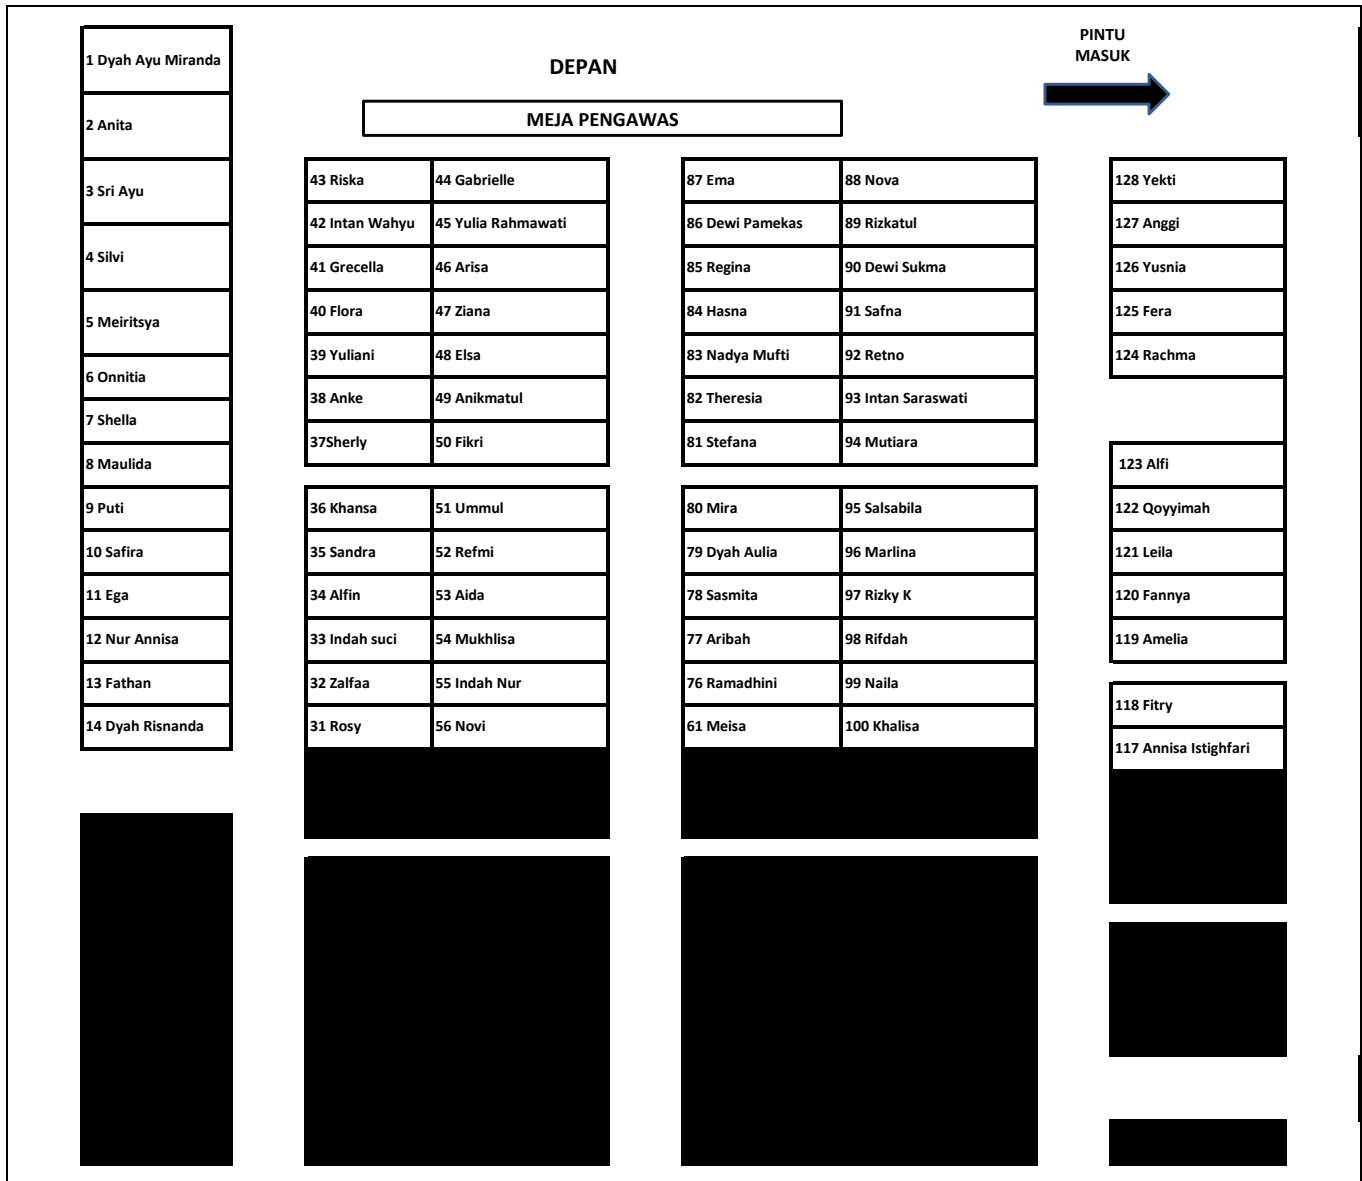 PINTU
MASUK
DEPAN
MEJA PENGAWAS
1 Dyah Ayu Miranda
2 Anita
3 Sri Ayu
4 Silvi
5 Meiritsya
6 Onnitia
7 Shella
8 Maulida
9 Puti
10 Safira
11 Ega
12 Nur Annisa
13 Fathan
14 Dyah Risnanda
43 Riska 44 Gabrielle
42 Intan Wahyu 45 Yulia Rahmawati
41 Grecella 46 Arisa
40 Flora 47 Ziana
39 Yuliani 48 Elsa
38 Anke 49 Anikmatul
37Sherly 50 Fikri
36 Khansa 51 Ummul
35 Sandra 52 Refmi
34 Alfin 53 Aida
33 Indah suci 54 Mukhlisa
32 Zalfaa 55 Indah Nur
31 Rosy 56 Novi
87 Ema 88 Nova
86 Dewi Pamekas 89 Rizkatul
85 Regina 90 Dewi Sukma
84 Hasna 91 Safna
83 Nadya Mufti 92 Retno
82 Theresia 93 Intan Saraswati
81 Stefana 94 Mutiara
80 Mira 95 Salsabila
79 Dyah Aulia 96 Marlina
78 Sasmita 97 Rizky K
77 Aribah 98 Rifdah
76 Ramadhini 99 Naila
61 Meisa 100 Khalisa
128 Yekti
127 Anggi
126 Yusnia
125 Fera
124 Rachma
123 Alfi
122 Qoyyimah
121 Leila
120 Fannya
119 Amelia
118 Fitry
117 Annisa Istighfari